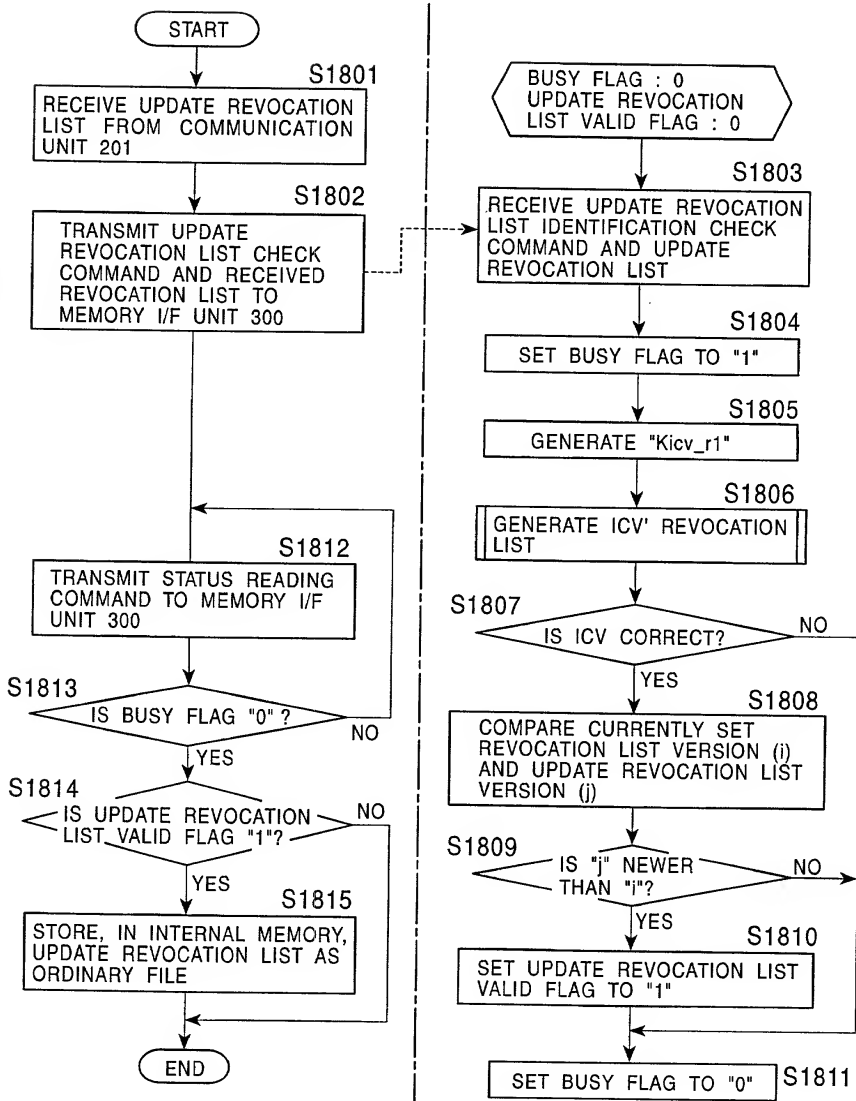 START
S1801
RECEIVE UPDATE REVOCATION
LIST FROM COMMUNICATION
UNIT 201
S1802
TRANSMIT UPDATE
REVOCATION LIST CHECK
COMMAND AND RECEIVED
REVOCATION LIST TO
MEMORY I/F UNIT 300
S1812
TRANSMIT STATUS READING
COMMAND TO MEMORY I/F
UNIT 300
S1813
IS BUSY FLAG "0" ?
NO
YES
S1814
IS UPDATE REVOCATION
LIST VALID FLAG "1"?
NO
YES
S1815
STORE, IN INTERNAL MEMORY,
UPDATE REVOCATION LIST AS
ORDINARY FILE
END
BUSY FLAG : 0
UPDATE REVOCATION
LIST VALID FLAG : 0
S1803
RECEIVE UPDATE REVOCATION
LIST IDENTIFICATION CHECK
COMMAND AND UPDATE
REVOCATION LIST
S1804
SET BUSY FLAG TO "1"
S1805
GENERATE "Kicv_r1"
S1806
GENERATE ICV' REVOCATION
LIST
S1807
IS ICV CORRECT?
NO
YES
S1808
COMPARE CURRENTLY SET
REVOCATION LIST VERSION (i)
AND UPDATE REVOCATION LIST
VERSION (j)
S1809
IS "j" NEWER
THAN "i"?
NO
YES
S1810
SET UPDATE REVOCATION LIST
VALID FLAG TO "1"
SET BUSY FLAG TO "0"
S1811